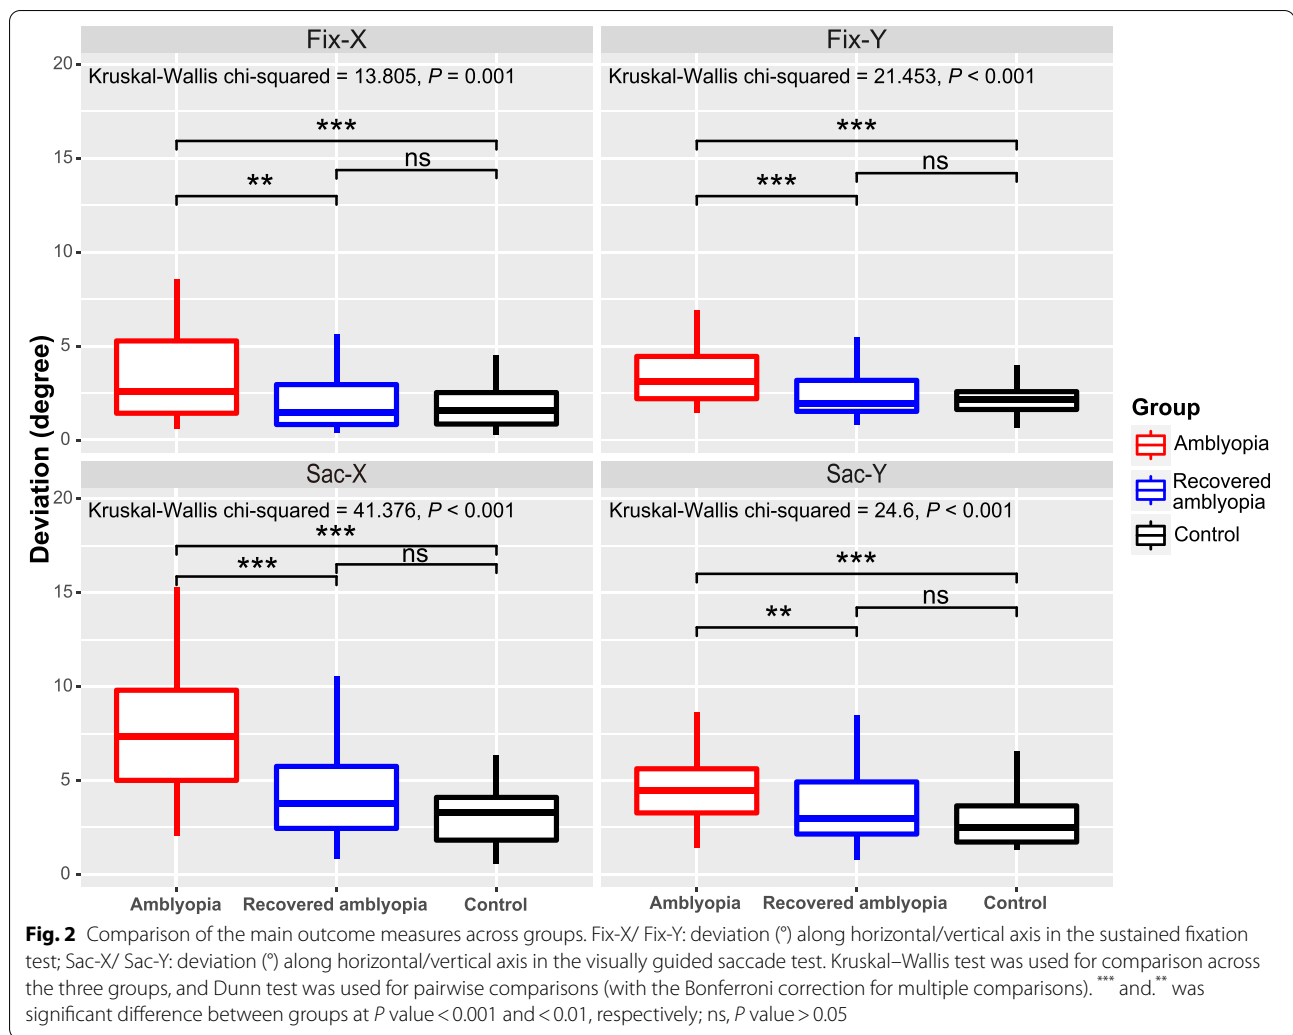 Fix-X
Fix-Y
20
Kruskal-Wallis chi-squared = 13.805, P = 0.001
Kruskal-Wallis chi-squared = 21.453, P < 0.001
***
***
15
ns
ns
**
***
10
5
0
Deviation (degree)
Group
Amblyopia
Recovered
amblyopia
Control
Sac-X
Sac-Y
20
Kruskal-Wallis chi-squared = 41.376, P < 0.001
Kruskal-Wallis chi-squared = 24.6, P < 0.001
***
ns
***
***
15
ns
**
10
5
0
Amblyopia Recovered amblyopia Control
Amblyopia Recovered amblyopia Control
Fig. 2 Comparison of the main outcome measures across groups. Fix-X/ Fix-Y: deviation (°) along horizontal/vertical axis in the sustained fixation
test; Sac-X/ Sac-Y: deviation (°) along horizontal/vertical axis in the visually guided saccade test. Kruskal–Wallis test was used for comparison across
the three groups, and Dunn test was used for pairwise comparisons (with the Bonferroni correction for multiple comparisons). *** and.** was
significant difference between groups at P value < 0.001 and < 0.01, respectively; ns, P value > 0.05